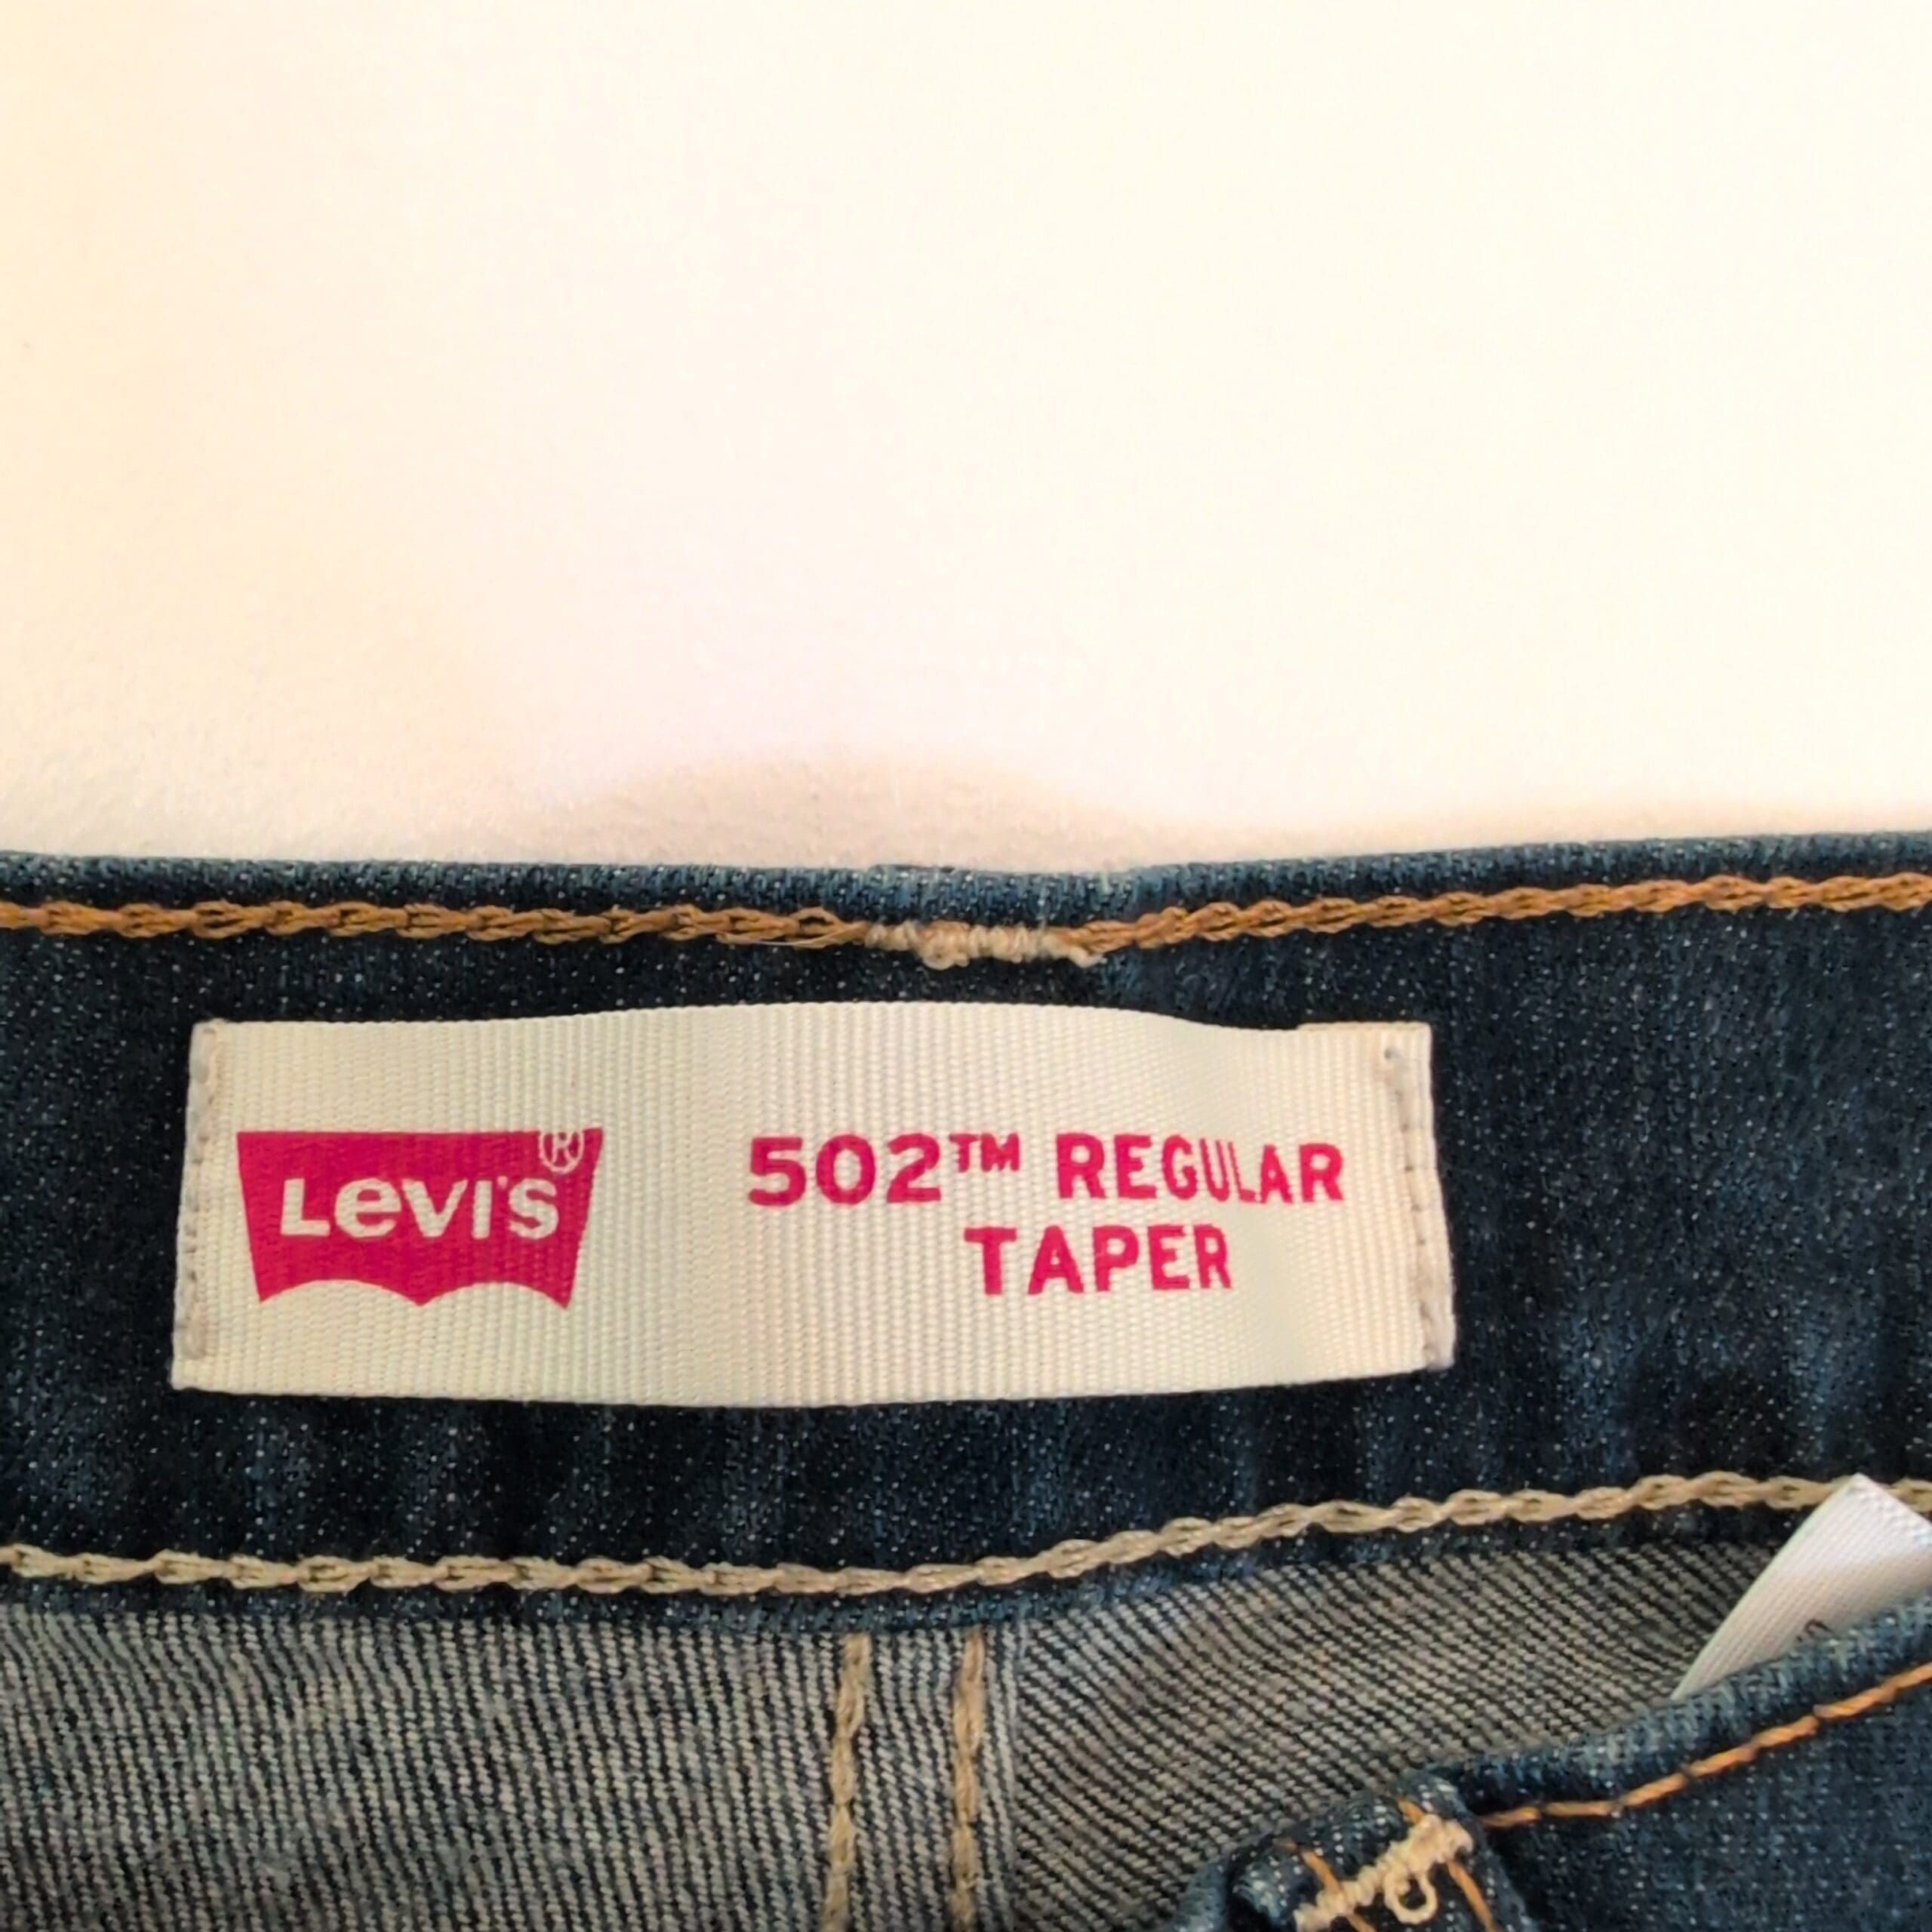 LEVI'S®
502™ REGULAR
TAPER